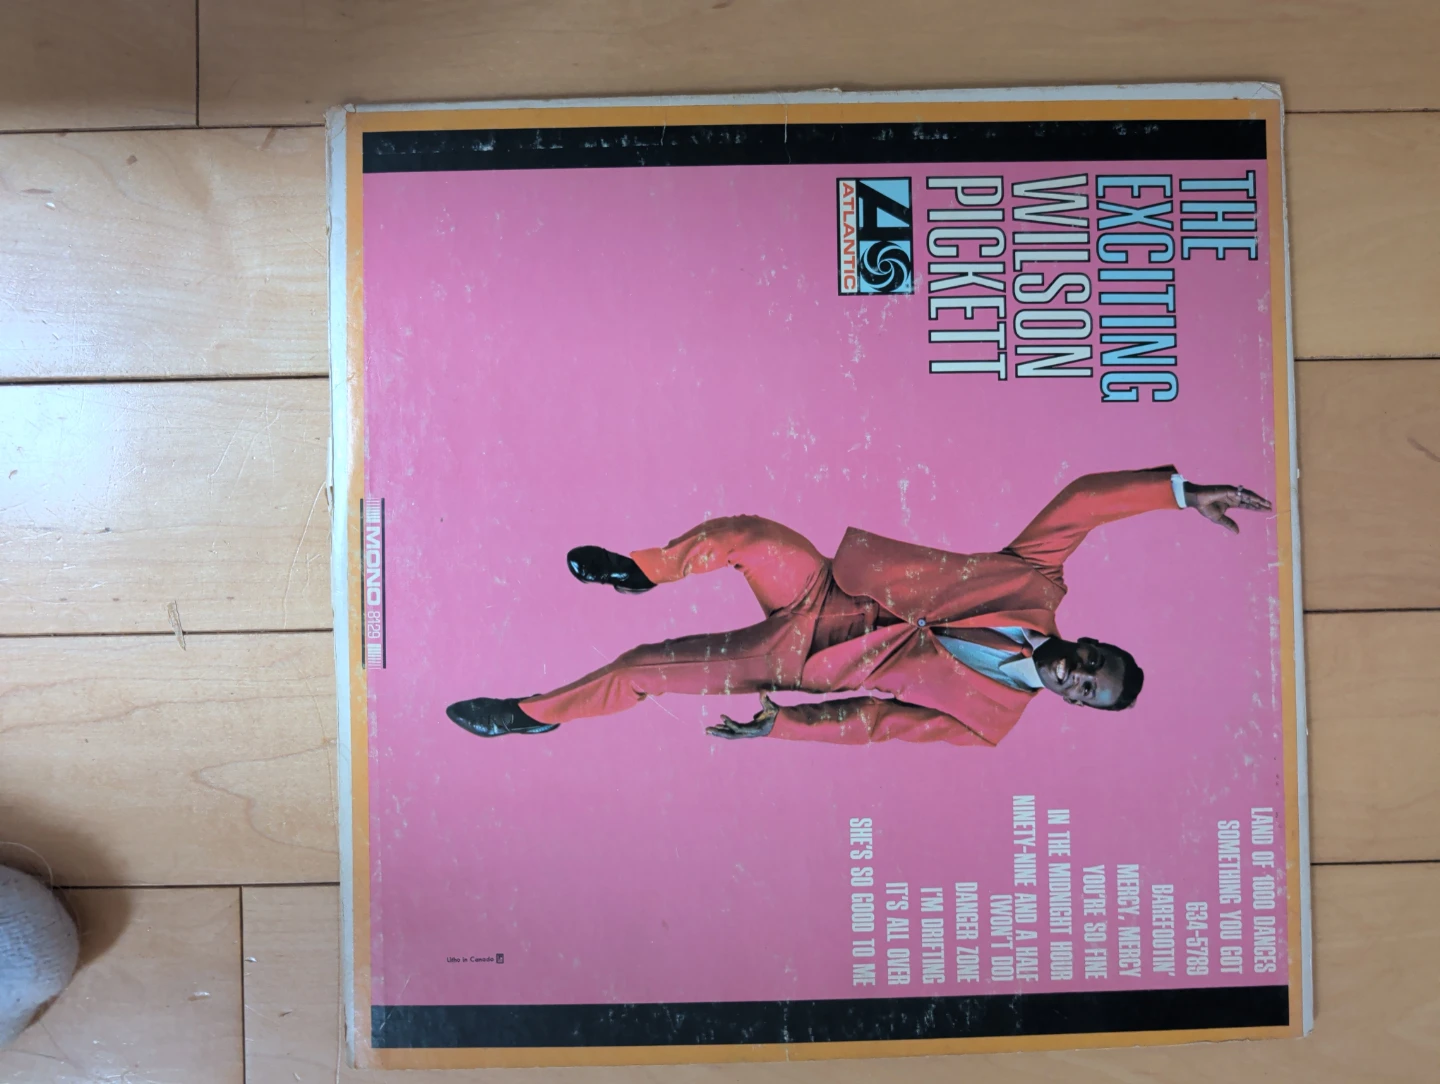 THE
EXCITING
WILSON
PICKETT
ATLANTIC
LAND OF 1000 DANCES
SOMETHING YOU GOT
634-5789
BAREFOOTIN'
MERCY, MERCY
YOU'RE SO FINE
IN THE MIDNIGHT HOUR
NINETY-NINE AND A HALF
(WON'T DO)
DANGER ZONE
I'M DRIFTING
IT'S ALL OVER
SHE'S SO GOOD TO ME
MONO 8129
Litho in Canada